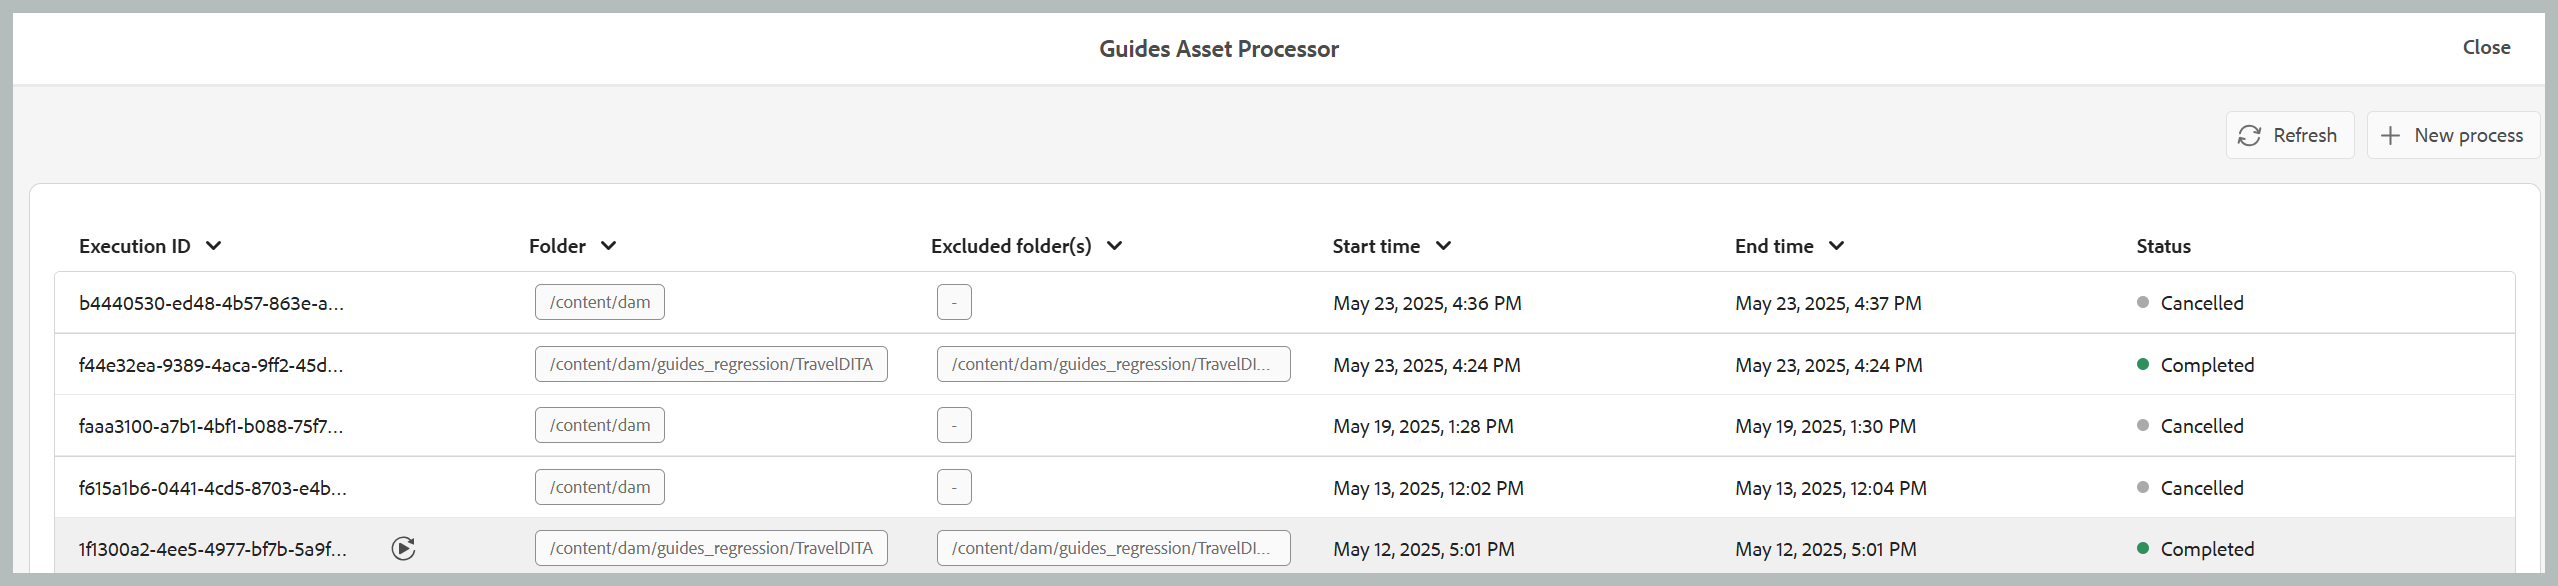 Guides Asset Processor
Close
Refresh
New process
Execution ID Folder Excluded folder(s) Start time End time Status
b4440530-ed48-4b57-863e-a... /content/dam - May 23, 2025, 4:36 PM May 23, 2025, 4:37 PM Cancelled
f44e32ea-9389-4aca-9ff2-45d... /content/dam/guides_regression/TravelDITA /content/dam/guides_regression/TravelDI... May 23, 2025, 4:24 PM May 23, 2025, 4:24 PM Completed
faaa3100-a7b1-4bf1-b088-75f7... /content/dam - May 19, 2025, 1:28 PM May 19, 2025, 1:30 PM Cancelled
f615a1b6-0441-4cd5-8703-e4b... /content/dam - May 13, 2025, 12:02 PM May 13, 2025, 12:04 PM Cancelled
1f1300a2-4ee5-4977-bf7b-5a9f... /content/dam/guides_regression/TravelDITA /content/dam/guides_regression/TravelDI... May 12, 2025, 5:01 PM May 12, 2025, 5:01 PM Completed